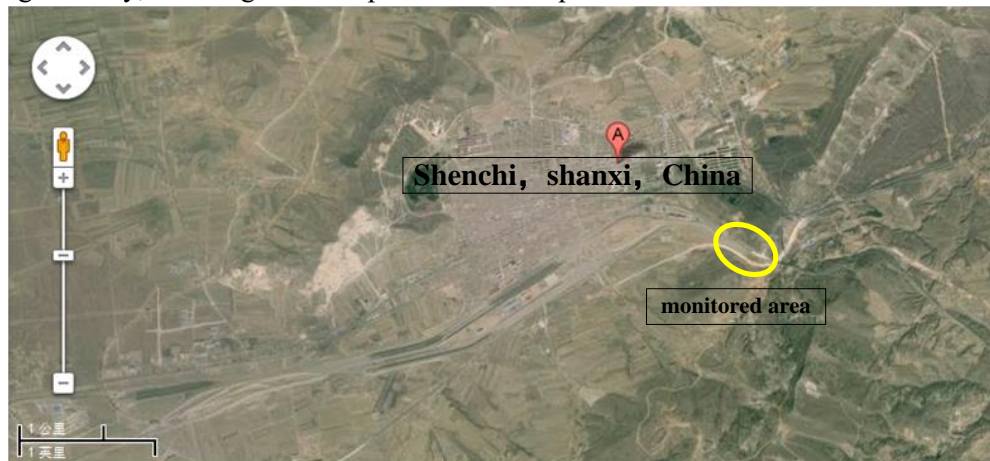 A
Shenchi, shanxi, China
monitored area
1 公里
1 英里